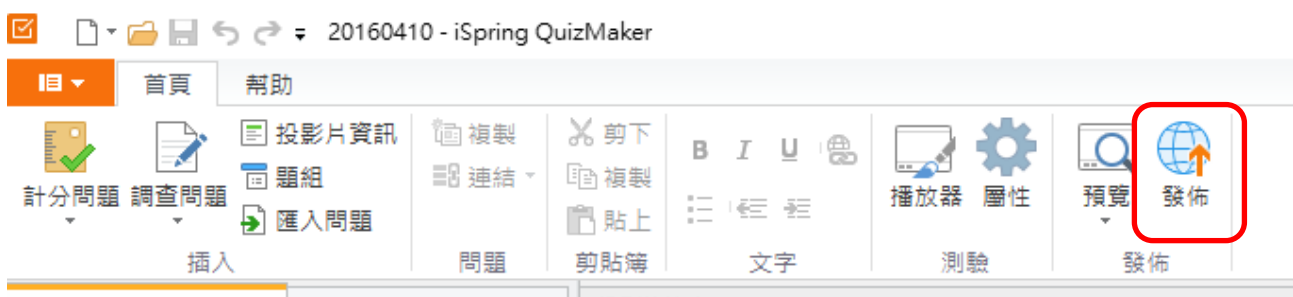 20160410 - iSpring QuizMaker
首頁 幫助
計分問題 調查問題 投影片資訊 題組 匯入問題
複製 連結
剪下 複製 貼上
B I U
播放器 屬性
預覽 發佈
插入 問題 剪貼簿 文字 測驗 發佈